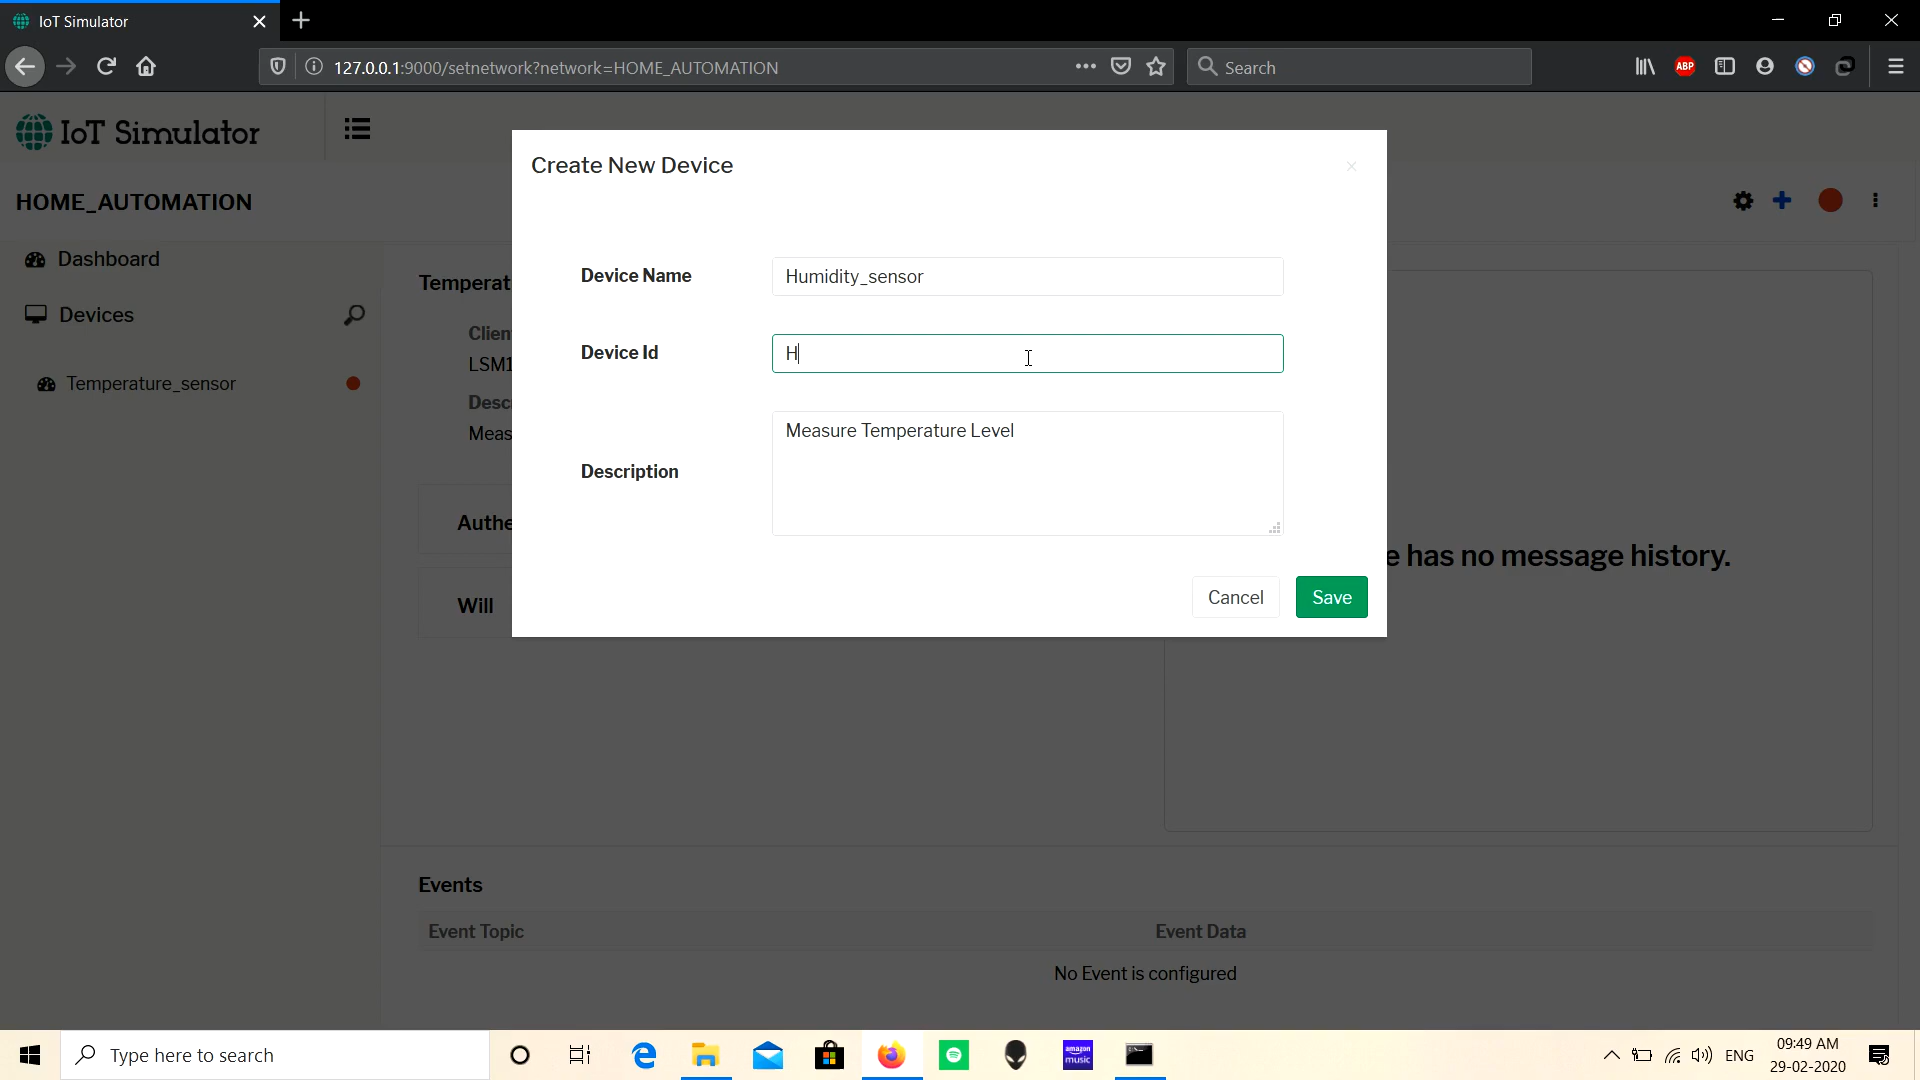 IoT Simulator
127.0.0.1:9000/setnetwork?network=HOME_AUTOMATION
Search
ABP
IoT Simulator
Create New Device
HOME_AUTOMATION
Dashboard
Temperat
Device Name
Humidity_sensor
Devices
Clien
Device Id
H
LSM1
Temperature_sensor
Desc
Meas
Description
Measure Temperature Level
Authe
e has no message history.
Will
Cancel
Save
Events
Event Topic
Event Data
No Event is configured
Type here to search
amazon
music
ENG
09:49 AM
29-02-2020